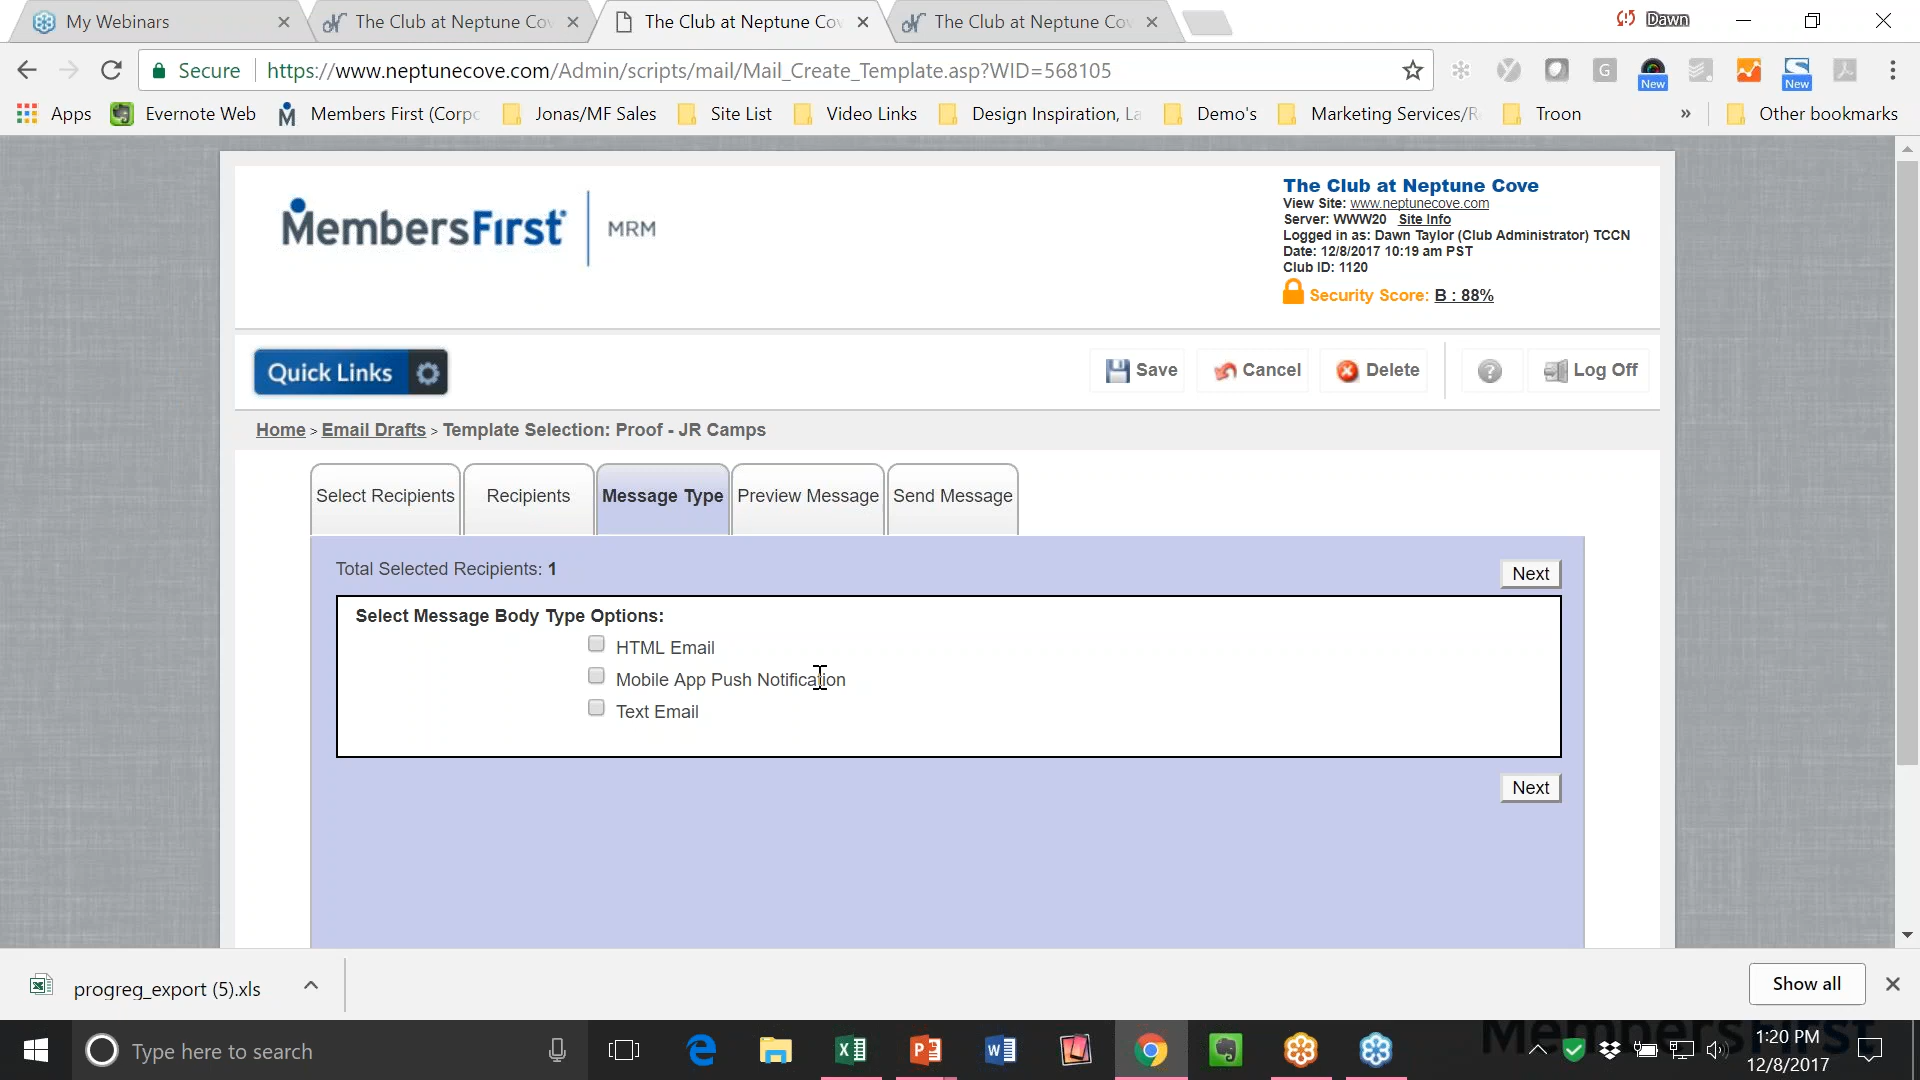 My Webinars
The Club at Neptune Co
The Club at Neptune Co
The Club at Neptune Co
Dawn
Secure
https://www.neptunecove.com/Admin/scripts/mail/Mail_Create_Template.asp?WID=568105
G
New
New
Apps
Evernote Web
Members First (Corp
Jonas/MF Sales
Site List
Video Links
Design Inspiration, La
Demo's
Marketing Services/R
Troon
»
Other bookmarks
MembersFirst
MRM
The Club at Neptune Cove
View Site: www.neptunecove.com
Server: WWW20 Site Info
Logged in as: Dawn Taylor (Club Administrator) TCCN
Date: 12/8/2017 10:19 am PST
Club ID: 1120
Security Score: B : 88%
Quick Links
Save
Cancel
Delete
Log Off
Home > Email Drafts > Template Selection: Proof - JR Camps
Select Recipients
Recipients
Message Type
Preview Message
Send Message
Total Selected Recipients: 1
Next
Select Message Body Type Options:
HTML Email
Mobile App Push Notification
Text Email
Next
progreg_export (5).xls
Show all
Type here to search
MembersFirst
1:20 PM
12/8/2017